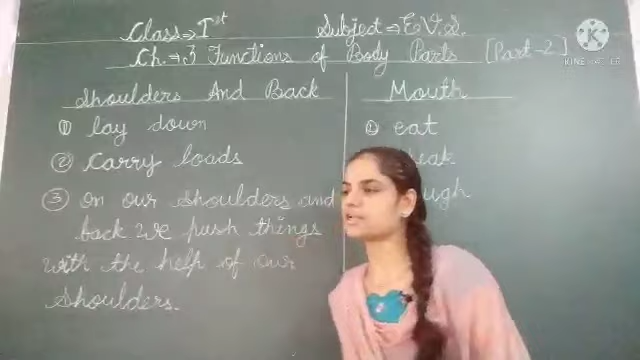 Class⇒ Ist Subject⇒ E.V.S.
Ch.⇒ 3 Functions of Body Parts [Part-2]
KINEMASTER
Shoulders And Back
① lay down
② carry loads
③ on our shoulders and
back we push things
with the help of our
shoulders.
Mouth
① eat